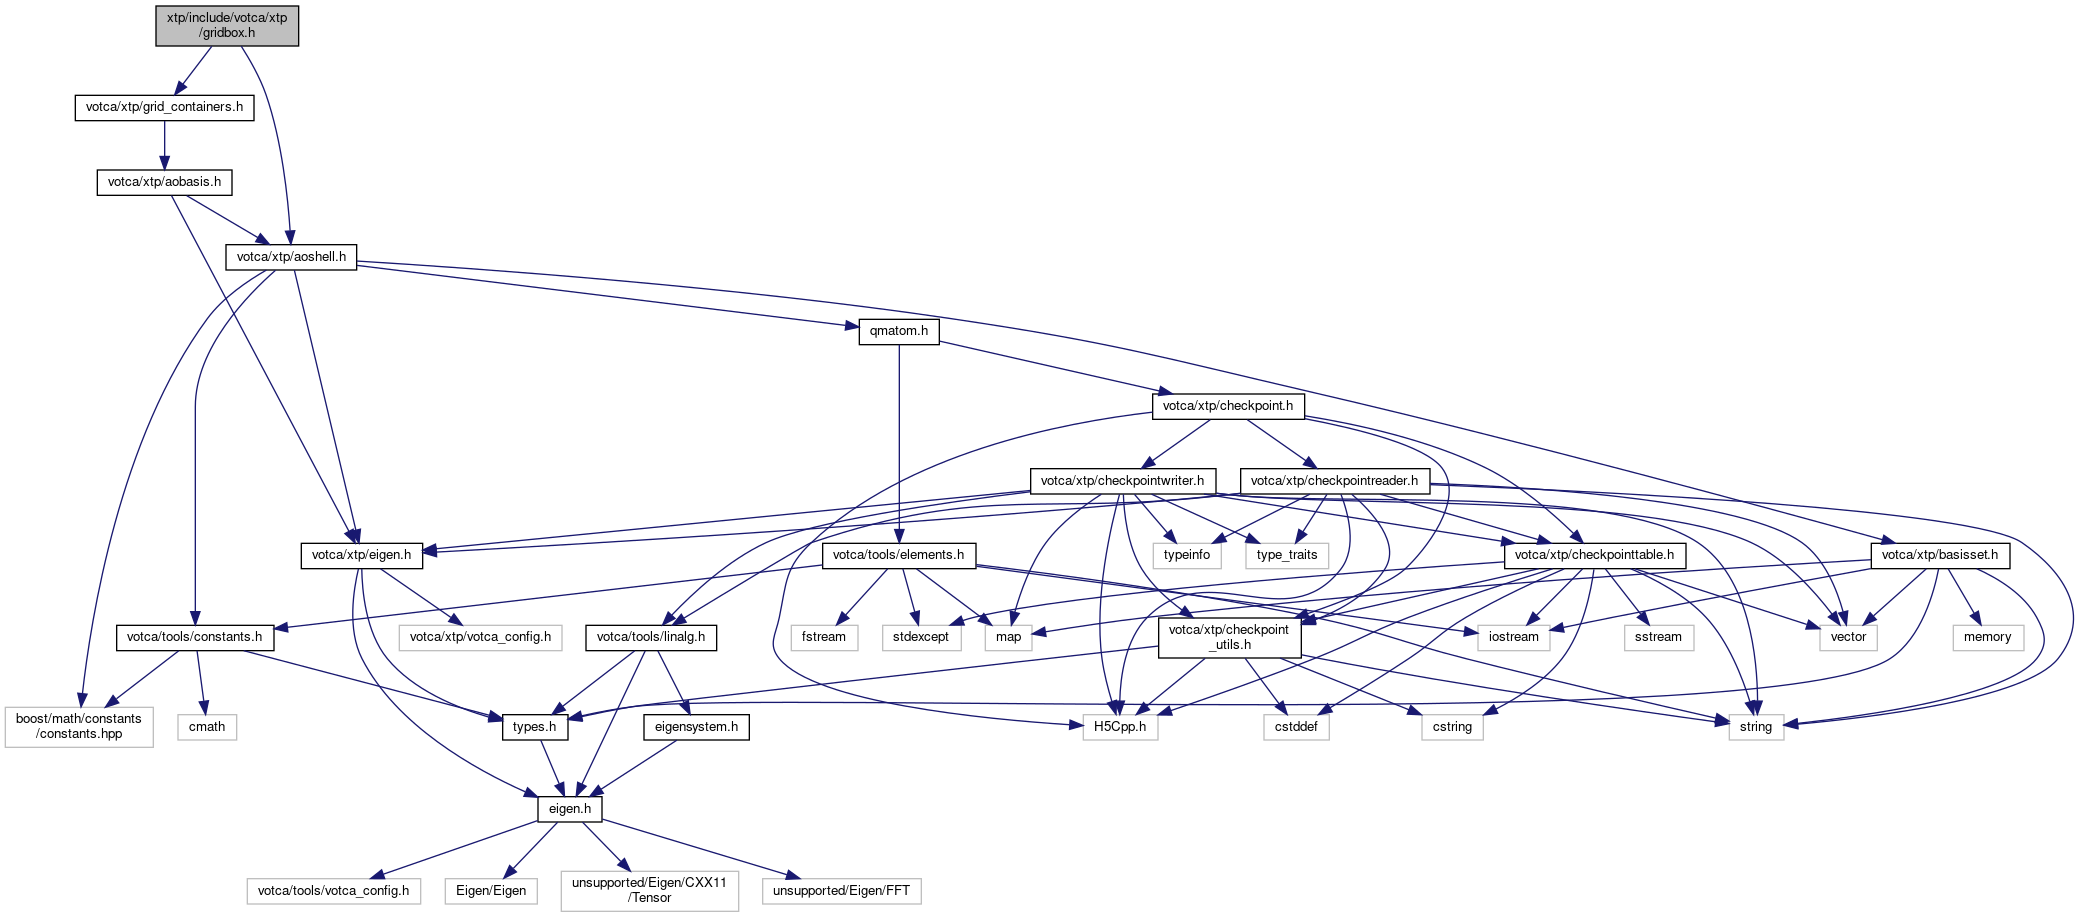 xtp/include/votca/xtp
/gridbox.h
votca/xtp/grid_containers.h
votca/xtp/aobasis.h
votca/xtp/aoshell.h
qmatom.h
votca/xtp/checkpoint.h
votca/xtp/checkpointwriter.h
votca/xtp/checkpointreader.h
votca/xtp/eigen.h
votca/tools/elements.h
typeinfo
type_traits
votca/xtp/checkpointtable.h
votca/xtp/basisset.h
votca/tools/constants.h
votca/xtp/votca_config.h
votca/tools/linalg.h
fstream
stdexcept
map
votca/xtp/checkpoint
_utils.h
iostream
sstream
vector
memory
boost/math/constants
/constants.hpp
cmath
types.h
eigensystem.h
H5Cpp.h
cstddef
cstring
string
eigen.h
votca/tools/votca_config.h
Eigen/Eigen
unsupported/Eigen/CXX11
/Tensor
unsupported/Eigen/FFT